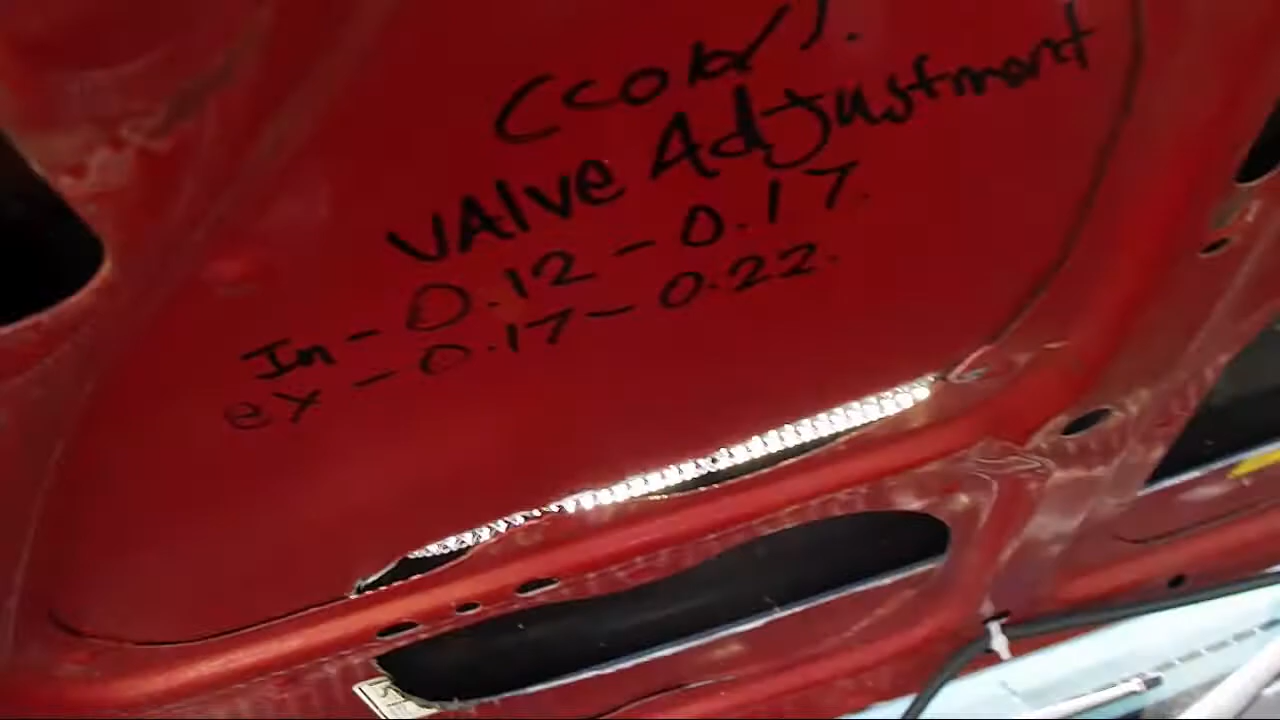 (cold).
VAlve Adjustment
In - 0.12 - 0.17.
ex - 0.17 - 0.22.